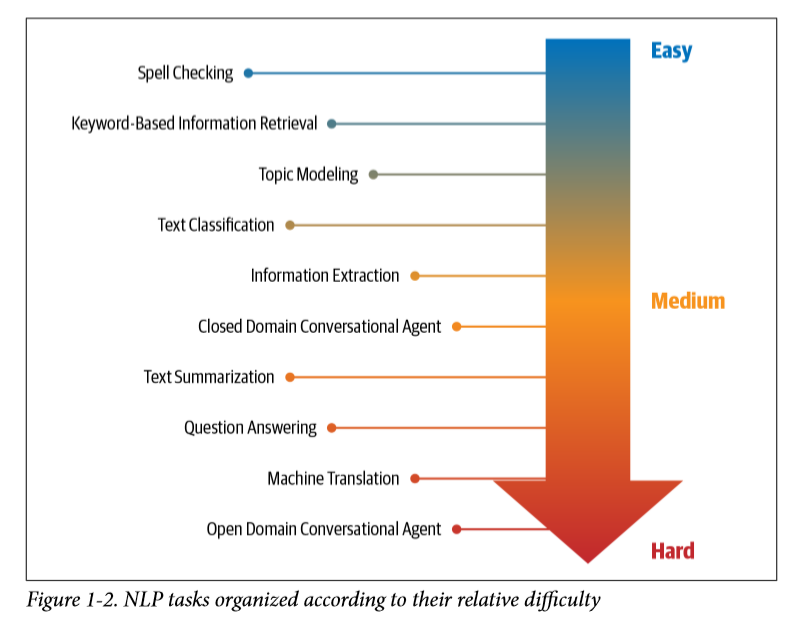 Easy
Spell Checking
Keyword-Based Information Retrieval
Topic Modeling
Text Classification
Information Extraction
Medium
Closed Domain Conversational Agent
Text Summarization
Question Answering
Machine Translation
Open Domain Conversational Agent
Hard
Figure 1-2. NLP tasks organized according to their relative difficulty